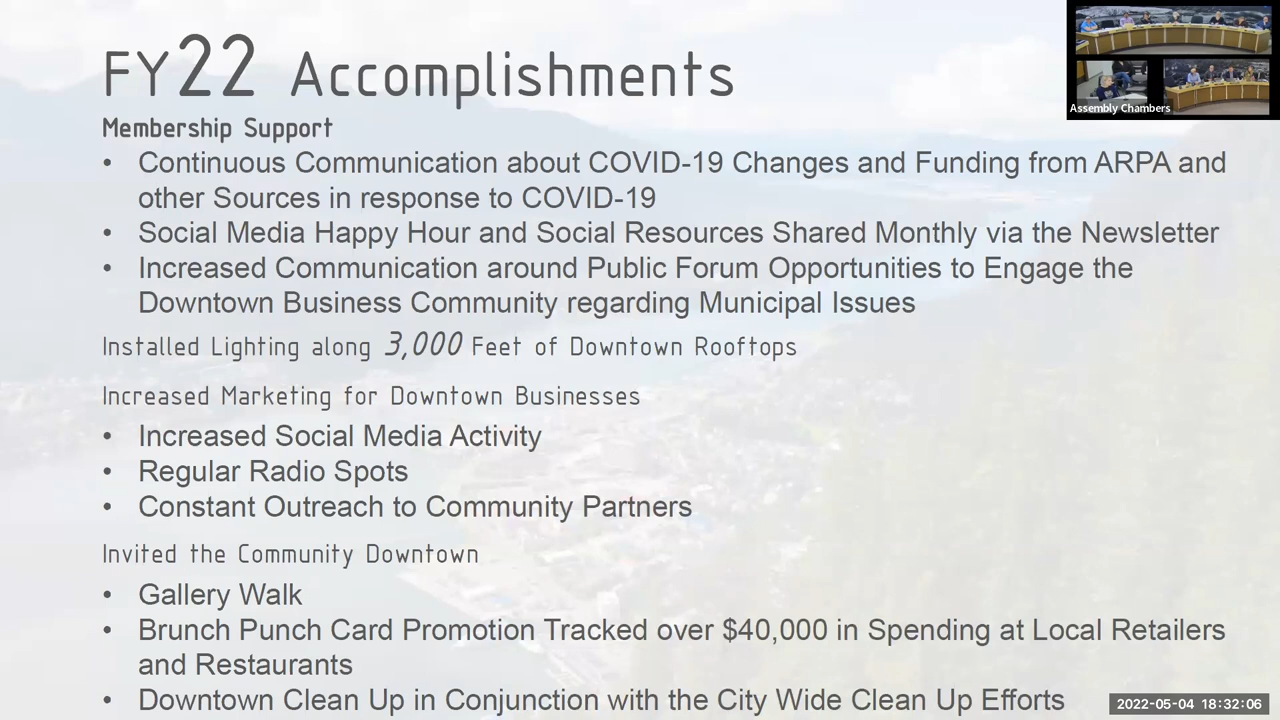 FY22 Accomplishments
Assembly Chambers
Membership Support
• Continuous Communication about COVID-19 Changes and Funding from ARPA and
other Sources in response to COVID-19
• Social Media Happy Hour and Social Resources Shared Monthly via the Newsletter
• Increased Communication around Public Forum Opportunities to Engage the
Downtown Business Community regarding Municipal Issues
Installed Lighting along 3,000 Feet of Downtown Rooftops
Increased Marketing for Downtown Businesses
• Increased Social Media Activity
• Regular Radio Spots
• Constant Outreach to Community Partners
Invited the Community Downtown
• Gallery Walk
• Brunch Punch Card Promotion Tracked over $40,000 in Spending at Local Retailers
and Restaurants
• Downtown Clean Up in Conjunction with the City Wide Clean Up Efforts
2022-05-04 18:32:06